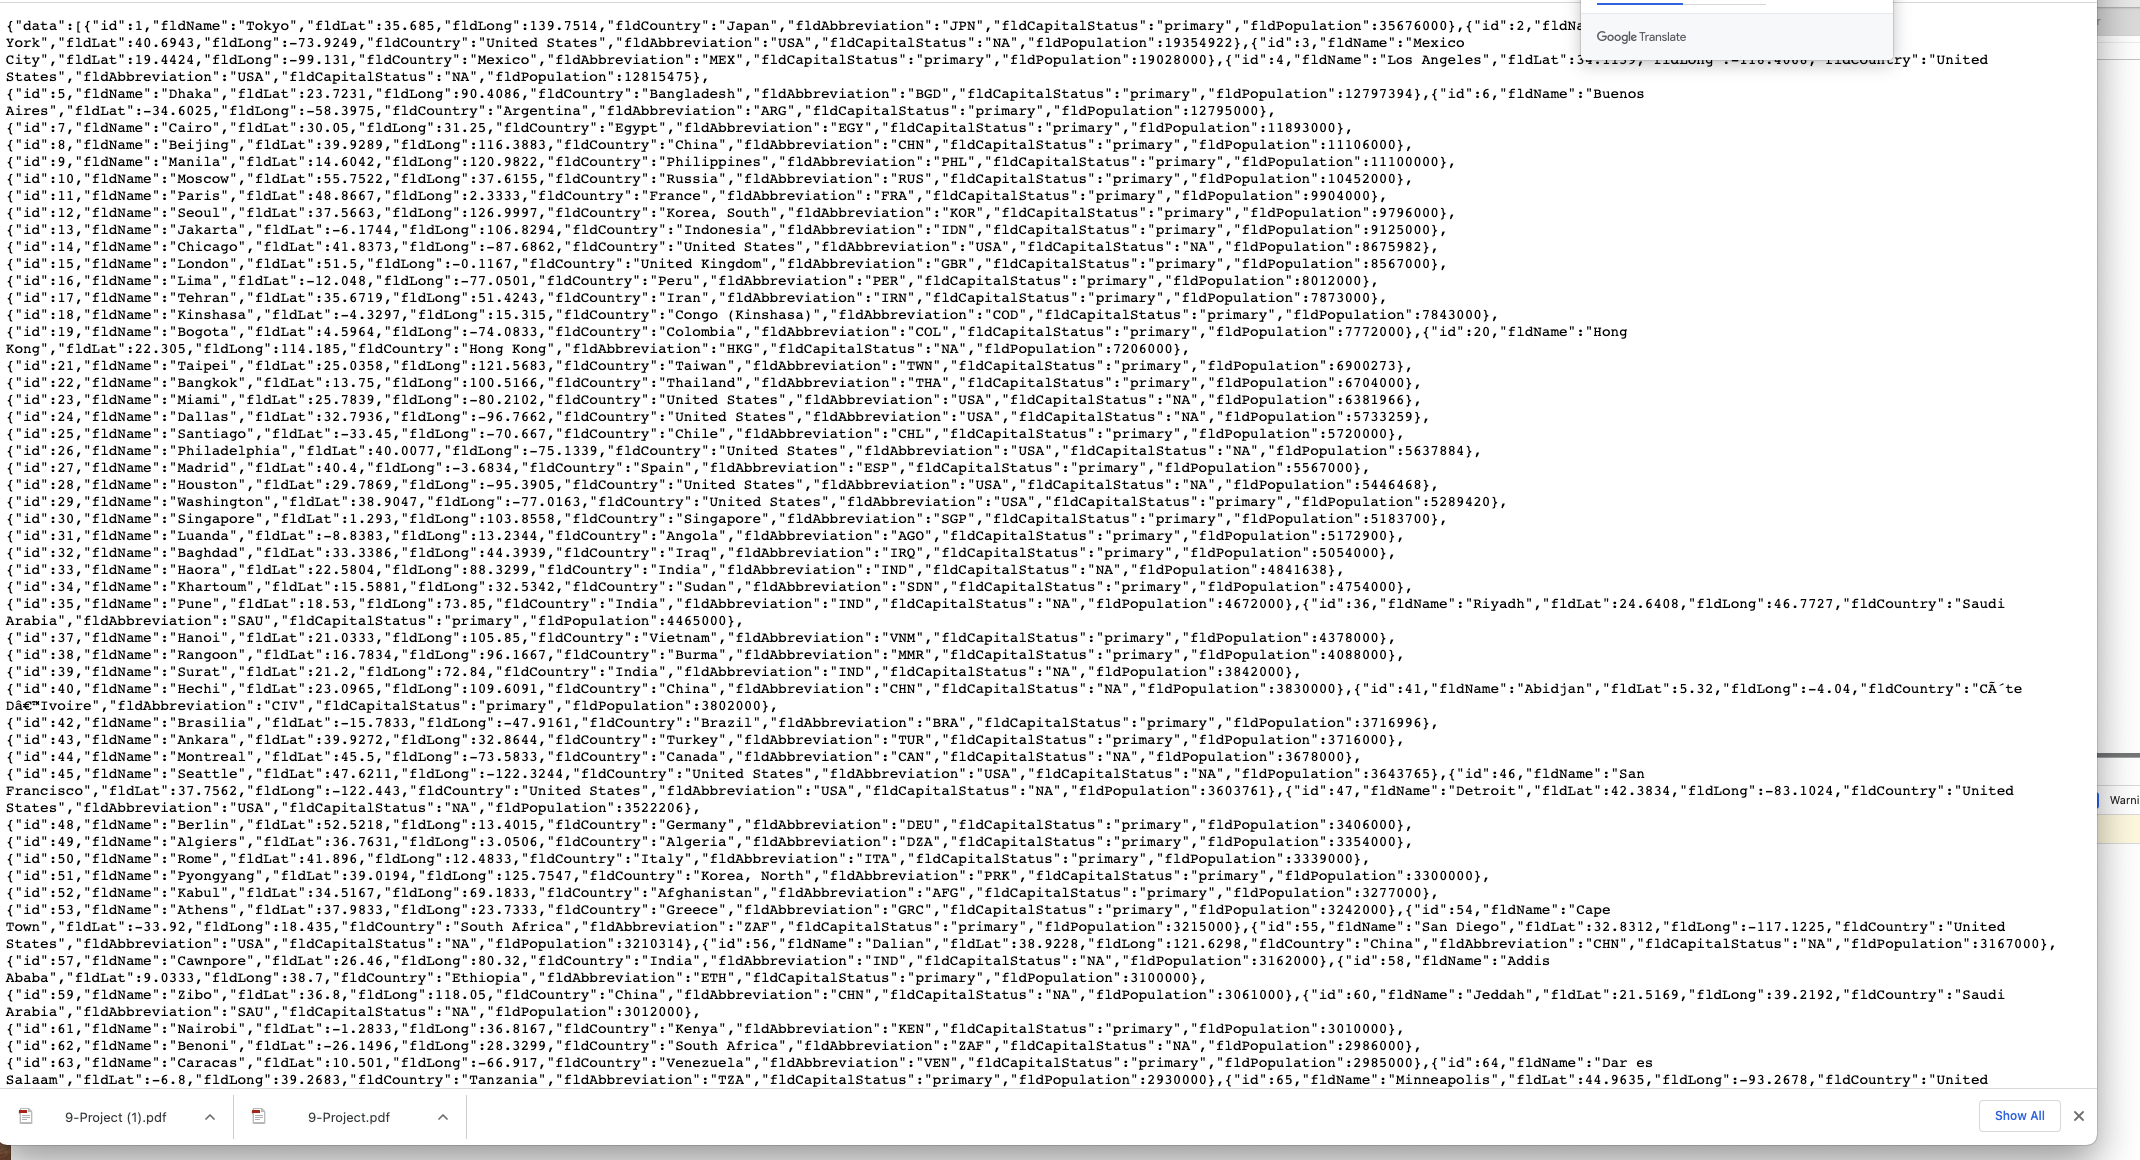 {"data":[{"id":1,"fldName":"Tokyo","fldLat":35.685,"fldLong":139.7514,"fldCountry":"Japan","fldAbbreviation":"JPN","fldCapitalStatus":"primary","fldPopulation":35676000},{"id":2,
Google Translate
York","fldLat":40.6943,"fldLong":-73.9249,"fldCountry":"United States","fldAbbreviation":"USA","fldCapitalStatus":"NA","fldPopulation":19354922},{"id":3,"fldName":"Mexico
City","fldLat":19.4424,"fldLong":-99.131,"fldCountry":"Mexico","fldAbbreviation":"MEX","fldCapitalStatus":"primary","fldPopulation":19028000},{"id":4,"fldName":"Los Angeles","fldLat":"fldCountry":"United
States","fldAbbreviation":"USA","fldCapitalStatus":"NA","fldPopulation":12815475},
{"id":5,"fldName":"Dhaka","fldLat":23.7231,"fldLong":90.4086,"fldCountry":"Bangladesh","fldAbbreviation":"BGD","fldCapitalStatus":"primary","fldPopulation":12797394},{"id":6,"fldName":"Buenos
Aires","fldLat":-34.6025,"fldLong":-58.3975,"fldCountry":"Argentina","fldAbbreviation":"ARG","fldCapitalStatus":"primary","fldPopulation":12795000},
{"id":7,"fldName":"Cairo","fldLat":30.05,"fldLong":31.25,"fldCountry":"Egypt","fldAbbreviation":"EGY","fldCapitalStatus":"primary","fldPopulation":11893000},
{"id":8,"fldName":"Beijing","fldLat":39.9289,"fldLong":116.3883,"fldCountry":"China","fldAbbreviation":"CHN","fldCapitalStatus":"primary","fldPopulation":11106000},
{"id":9,"fldName":"Manila","fldLat":14.6042,"fldLong":120.9822,"fldCountry":"Philippines","fldAbbreviation":"PHL","fldCapitalStatus":"primary","fldPopulation":11100000},
{"id":10,"fldName":"Moscow","fldLat":55.7522,"fldLong":37.6155,"fldCountry":"Russia","fldAbbreviation":"RUS","fldCapitalStatus":"primary","fldPopulation":10452000},
{"id":11,"fldName":"Paris","fldLat":48.8667,"fldLong":2.3333,"fldCountry":"France","fldAbbreviation":"FRA","fldCapitalStatus":"primary","fldPopulation":9904000},
{"id":12,"fldName":"Seoul","fldLat":37.5663,"fldLong":126.9997,"fldCountry":"Korea, South","fldAbbreviation":"KOR","fldCapitalStatus":"primary","fldPopulation":9796000},
{"id":13,"fldName":"Jakarta","fldLat":-6.1744,"fldLong":106.8294,"fldCountry":"Indonesia","fldAbbreviation":"IDN","fldCapitalStatus":"primary","fldPopulation":9125000},
{"id":14,"fldName":"Chicago","fldLat":41.8373,"fldLong":-87.6862,"fldCountry":"United States","fldAbbreviation":"USA","fldCapitalStatus":"NA","fldPopulation":8675982},
{"id":15,"fldName":"London","fldLat":51.5,"fldLong":-0.1167,"fldCountry":"United Kingdom","fldAbbreviation":"GBR","fldCapitalStatus":"primary","fldPopulation":8567000},
{"id":16,"fldName":"Lima","fldLat":-12.048,"fldLong":-77.0501,"fldCountry":"Peru","fldAbbreviation":"PER","fldCapitalStatus":"primary","fldPopulation":8012000},
{"id":17,"fldName":"Tehran","fldLat":35.6719,"fldLong":51.4243,"fldCountry":"Iran","fldAbbreviation":"IRN","fldCapitalStatus":"primary","fldPopulation":7873000},
{"id":18,"fldName":"Kinshasa","fldLat":-4.3297,"fldLong":15.315,"fldCountry":"Congo (Kinshasa)","fldAbbreviation":"COD","fldCapitalStatus":"primary","fldPopulation":7843000},
{"id":19,"fldName":"Bogota","fldLat":4.5964,"fldLong":-74.0833,"fldCountry":"Colombia","fldAbbreviation":"COL","fldCapitalStatus":"primary","fldPopulation":7772000},{"id":20,"fldName":"Hong
Kong","fldLat":22.305,"fldLong":114.185,"fldCountry":"Hong Kong","fldAbbreviation":"HKG","fldCapitalStatus":"NA","fldPopulation":7206000},
{"id":21,"fldName":"Taipei","fldLat":25.0358,"fldLong":121.5683,"fldCountry":"Taiwan","fldAbbreviation":"TWN","fldCapitalStatus":"primary","fldPopulation":6900273},
{"id":22,"fldName":"Bangkok","fldLat":13.75,"fldLong":100.5166,"fldCountry":"Thailand","fldAbbreviation":"THA","fldCapitalStatus":"primary","fldPopulation":6704000},
{"id":23,"fldName":"Miami","fldLat":25.7839,"fldLong":-80.2102,"fldCountry":"United States","fldAbbreviation":"USA","fldCapitalStatus":"NA","fldPopulation":6381966},
{"id":24,"fldName":"Dallas","fldLat":32.7936,"fldLong":-96.7662,"fldCountry":"United States","fldAbbreviation":"USA","fldCapitalStatus":"NA","fldPopulation":5733259},
{"id":25,"fldName":"Santiago","fldLat":-33.45,"fldLong":-70.667,"fldCountry":"Chile","fldAbbreviation":"CHL","fldCapitalStatus":"primary","fldPopulation":5720000},
{"id":26,"fldName":"Philadelphia","fldLat":40.0077,"fldLong":-75.1339,"fldCountry":"United States","fldAbbreviation":"USA","fldCapitalStatus":"NA","fldPopulation":5637884},
{"id":27,"fldName":"Madrid","fldLat":40.4,"fldLong":-3.6834,"fldCountry":"Spain","fldAbbreviation":"ESP","fldCapitalStatus":"primary","fldPopulation":5567000},
{"id":28,"fldName":"Houston","fldLat":29.7869,"fldLong":-95.3905,"fldCountry":"United States","fldAbbreviation":"USA","fldCapitalStatus":"NA","fldPopulation":5446468},
{"id":29,"fldName":"Washington","fldLat":38.9047,"fldLong":-77.0163,"fldCountry":"United States","fldAbbreviation":"USA","fldCapitalStatus":"primary","fldPopulation":5289420},
{"id":30,"fldName":"Singapore","fldLat":1.293,"fldLong":103.8558,"fldCountry":"Singapore","fldAbbreviation":"SGP","fldCapitalStatus":"primary","fldPopulation":5183700},
{"id":31,"fldName":"Luanda","fldLat":-8.8383,"fldLong":13.2344,"fldCountry":"Angola","fldAbbreviation":"AGO","fldCapitalStatus":"primary","fldPopulation":5172900},
{"id":32,"fldName":"Baghdad","fldLat":33.3386,"fldLong":44.3939,"fldCountry":"Iraq","fldAbbreviation":"IRQ","fldCapitalStatus":"primary","fldPopulation":5054000},
{"id":33,"fldName":"Haora","fldLat":22.5804,"fldLong":88.3299,"fldCountry":"India","fldAbbreviation":"IND","fldCapitalStatus":"NA","fldPopulation":4841638},
{"id":34,"fldName":"Khartoum","fldLat":15.5881,"fldLong":32.5342,"fldCountry":"Sudan","fldAbbreviation":"SDN","fldCapitalStatus":"primary","fldPopulation":4754000},
{"id":35,"fldName":"Pune","fldLat":18.53,"fldLong":73.85,"fldCountry":"India","fldAbbreviation":"IND","fldCapitalStatus":"NA","fldPopulation":4672000},{"id":36,"fldName":"Riyadh","fldLat":24.6408,"fldLong":46.7727,"fldCountry":"Saudi
Arabia","fldAbbreviation":"SAU","fldCapitalStatus":"primary","fldPopulation":4465000},
{"id":37,"fldName":"Hanoi","fldLat":21.0333,"fldLong":105.85,"fldCountry":"Vietnam","fldAbbreviation":"VNM","fldCapitalStatus":"primary","fldPopulation":4378000},
{"id":38,"fldName":"Rangoon","fldLat":16.7834,"fldLong":96.1667,"fldCountry":"Burma","fldAbbreviation":"MMR","fldCapitalStatus":"primary","fldPopulation":4088000},
{"id":39,"fldName":"Surat","fldLat":21.2,"fldLong":72.84,"fldCountry":"India","fldAbbreviation":"IND","fldCapitalStatus":"NA","fldPopulation":3842000},
{"id":40,"fldName":"Hechi","fldLat":23.0965,"fldLong":109.6091,"fldCountry":"China","fldAbbreviation":"CHN","fldCapitalStatus":"NA","fldPopulation":3830000},{"id":41,"fldName":"Abidjan","fldLat":5.32,"fldLong":-4.04,"fldCountry":"CÃ´te
Dâ€™Ivoire","fldAbbreviation":"CIV","fldCapitalStatus":"primary","fldPopulation":3802000},
{"id":42,"fldName":"Brasilia","fldLat":-15.7833,"fldLong":-47.9161,"fldCountry":"Brazil","fldAbbreviation":"BRA","fldCapitalStatus":"primary","fldPopulation":3716996},
{"id":43,"fldName":"Ankara","fldLat":39.9272,"fldLong":32.8644,"fldCountry":"Turkey","fldAbbreviation":"TUR","fldCapitalStatus":"primary","fldPopulation":3716000},
{"id":44,"fldName":"Montreal","fldLat":45.5,"fldLong":-73.5833,"fldCountry":"Canada","fldAbbreviation":"CAN","fldCapitalStatus":"NA","fldPopulation":3678000},
{"id":45,"fldName":"Seattle","fldLat":47.6211,"fldLong":-122.3244,"fldCountry":"United States","fldAbbreviation":"USA","fldCapitalStatus":"NA","fldPopulation":3643765},{"id":46,"fldName":"San
Francisco","fldLat":37.7562,"fldLong":-122.443,"fldCountry":"United States","fldAbbreviation":"USA","fldCapitalStatus":"NA","fldPopulation":3603761},{"id":47,"fldName":"Detroit","fldLat":42.3834,"fldLong":-83.1024,"fldCountry":"United
States","fldAbbreviation":"USA","fldCapitalStatus":"NA","fldPopulation":3522206},
{"id":48,"fldName":"Berlin","fldLat":52.5218,"fldLong":13.4015,"fldCountry":"Germany","fldAbbreviation":"DEU","fldCapitalStatus":"primary","fldPopulation":3406000},
{"id":49,"fldName":"Algiers","fldLat":36.7631,"fldLong":3.0506,"fldCountry":"Algeria","fldAbbreviation":"DZA","fldCapitalStatus":"primary","fldPopulation":3354000},
{"id":50,"fldName":"Rome","fldLat":41.896,"fldLong":12.4833,"fldCountry":"Italy","fldAbbreviation":"ITA","fldCapitalStatus":"primary","fldPopulation":3339000},
{"id":51,"fldName":"Pyongyang","fldLat":39.0194,"fldLong":125.7547,"fldCountry":"Korea, North","fldAbbreviation":"PRK","fldCapitalStatus":"primary","fldPopulation":3300000},
{"id":52,"fldName":"Kabul","fldLat":34.5167,"fldLong":69.1833,"fldCountry":"Afghanistan","fldAbbreviation":"AFG","fldCapitalStatus":"primary","fldPopulation":3277000},
{"id":53,"fldName":"Athens","fldLat":37.9833,"fldLong":23.7333,"fldCountry":"Greece","fldAbbreviation":"GRC","fldCapitalStatus":"primary","fldPopulation":3242000},{"id":54,"fldName":"Cape
Town","fldLat":-33.92,"fldLong":18.435,"fldCountry":"South Africa","fldAbbreviation":"ZAF","fldCapitalStatus":"primary","fldPopulation":3215000},{"id":55,"fldName":"San Diego","fldLat":32.8312,"fldLong":-117.1225,"fldCountry":"United
States","fldAbbreviation":"USA","fldCapitalStatus":"NA","fldPopulation":3210314},{"id":56,"fldName":"Dalian","fldLat":38.9228,"fldLong":121.6298,"fldCountry":"China","fldAbbreviation":"CHN","fldCapitalStatus":"NA","fldPopulation":3167000},
{"id":57,"fldName":"Cawnpore","fldLat":26.46,"fldLong":80.32,"fldCountry":"India","fldAbbreviation":"IND","fldCapitalStatus":"NA","fldPopulation":3162000},{"id":58,"fldName":"Addis
Ababa","fldLat":9.0333,"fldLong":38.7,"fldCountry":"Ethiopia","fldAbbreviation":"ETH","fldCapitalStatus":"primary","fldPopulation":3100000},
{"id":59,"fldName":"Zibo","fldLat":36.8,"fldLong":118.05,"fldCountry":"China","fldAbbreviation":"CHN","fldCapitalStatus":"NA","fldPopulation":3061000},{"id":60,"fldName":"Jeddah","fldLat":21.5169,"fldLong":39.2192,"fldCountry":"Saudi
Arabia","fldAbbreviation":"SAU","fldCapitalStatus":"NA","fldPopulation":3012000},
{"id":61,"fldName":"Nairobi","fldLat":-1.2833,"fldLong":36.8167,"fldCountry":"Kenya","fldAbbreviation":"KEN","fldCapitalStatus":"primary","fldPopulation":3010000},
{"id":62,"fldName":"Benoni","fldLat":-26.1496,"fldLong":28.3299,"fldCountry":"South Africa","fldAbbreviation":"ZAF","fldCapitalStatus":"NA","fldPopulation":2986000},
{"id":63,"fldName":"Caracas","fldLat":10.501,"fldLong":-66.917,"fldCountry":"Venezuela","fldAbbreviation":"VEN","fldCapitalStatus":"primary","fldPopulation":2985000},{"id":64,"fldName":"Dar es
Salaam","fldLat":-6.8,"fldLong":39.2683,"fldCountry":"Tanzania","fldAbbreviation":"TZA","fldCapitalStatus":"primary","fldPopulation":2930000},{"id":65,"fldName":"Minneapolis","fldLat":44.9635,"fldLong":-93.2678,"fldCountry":"United
Warni
9-Project (1).pdf
9-Project.pdf
Show All